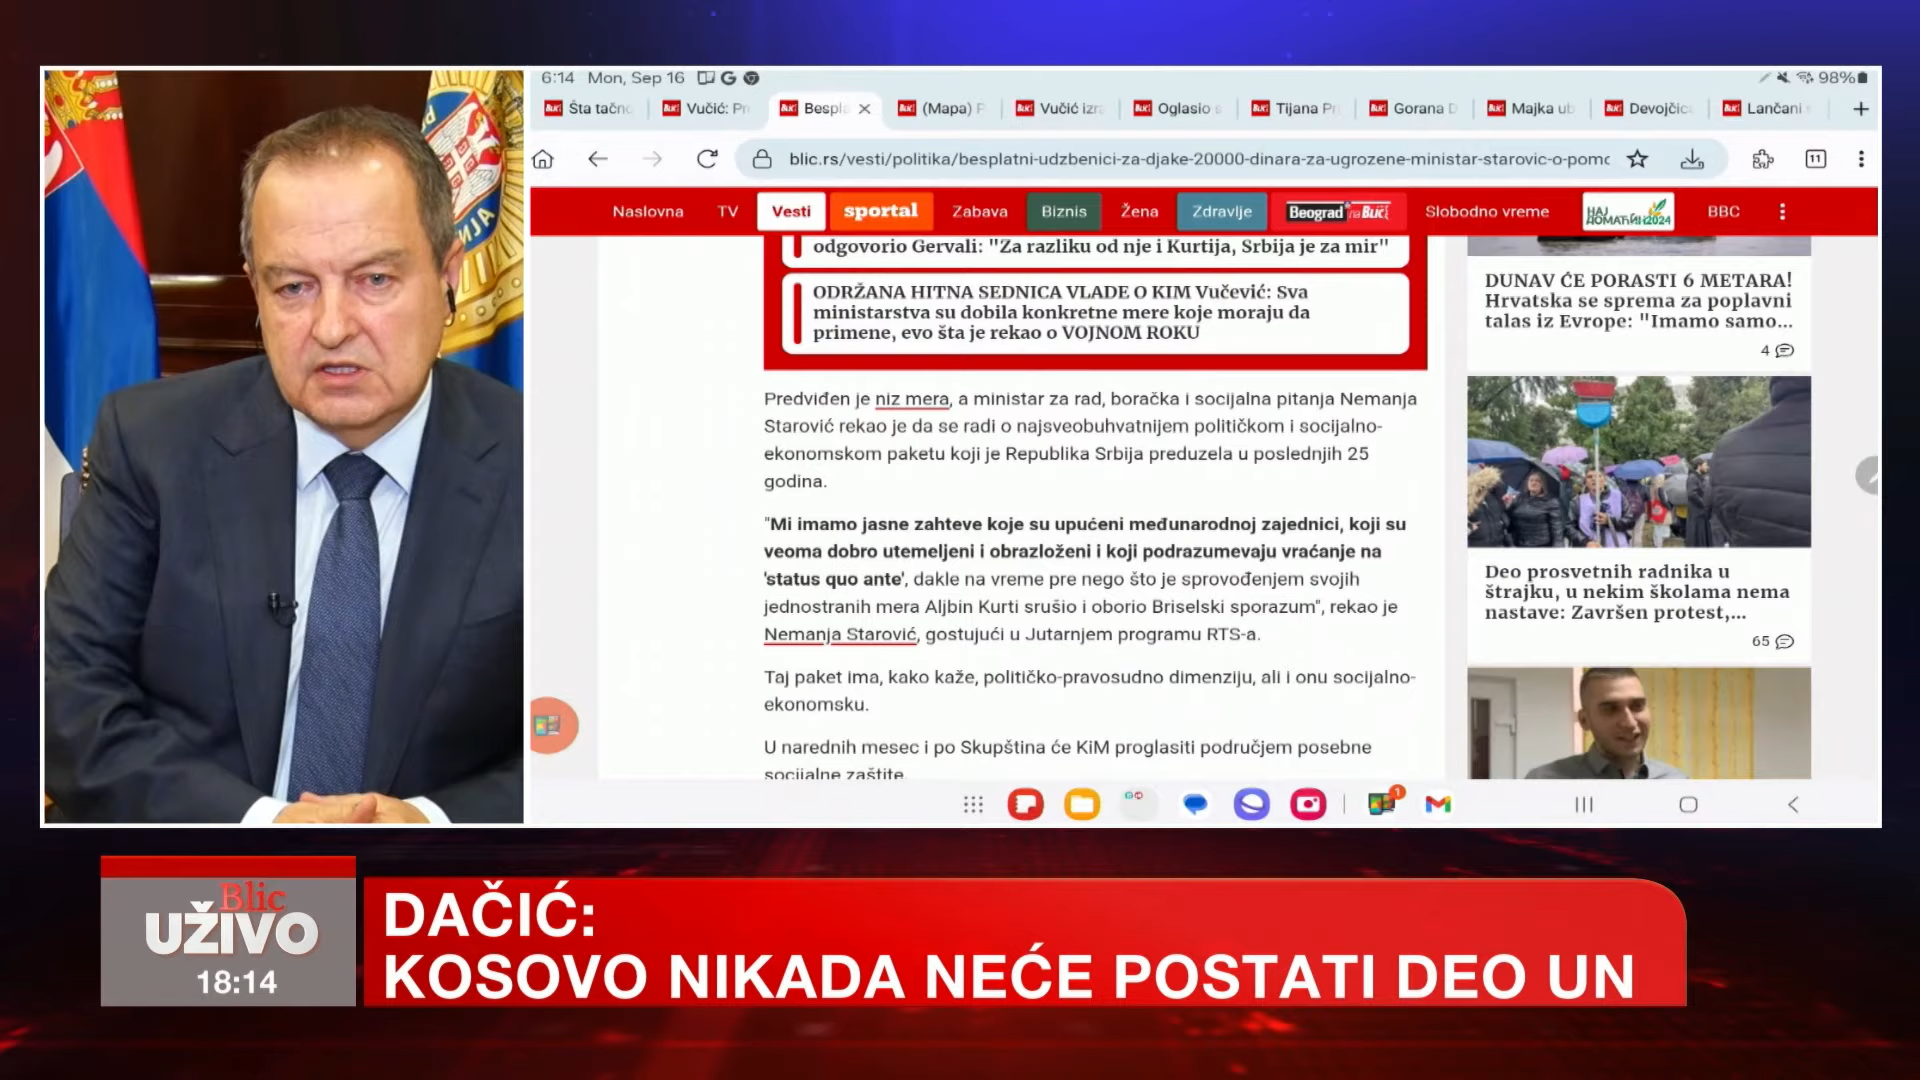 6:14 Mon, Sep 16
98%
Šta tačno
Vučić: Pr
Bespla
(Mapa) P
Vučić izra
Oglasio s
Tijana Pr
Gorana D
Majka ub
Devojčic
Lančani s
blic.rs/vesti/politika/besplatni-udzbenici-za-djake-20000-dinara-za-ugrozene-ministar-starovic-o-pomc
11
Naslovna TV Vesti sportal Zabava Biznis Žena Zdravlje Beograd na Blic Slobodno vreme НАЈ ДОМАЋИН 2024 BBC
odgovorio Gervali: "Za razliku od nje i Kurtija, Srbija je za mir"
ODRŽANA HITNA SEDNICA VLADE O KIM Vučević: Sva
ministarstva su dobila konkretne mere koje moraju da
primene, evo šta je rekao o VOJNOM ROKU
Predviđen je niz mera, a ministar za rad, boračka i socijalna pitanja Nemanja
Starović rekao je da se radi o najsveobuhvatnijem političkom i socijalno-
ekonomskom paketu koji je Republika Srbija preduzela u poslednjih 25
godina.
"Mi imamo jasne zahteve koje su upućeni međunarodnoj zajednici, koji su
veoma dobro utemeljeni i obrazloženi i koji podrazumevaju vraćanje na
'status quo ante', dakle na vreme pre nego što je sprovođenjem svojih
jednostranih mera Aljbin Kurti srušio i oborio Briselski sporazum", rekao je
Nemanja Starović, gostujući u Jutarnjem programu RTS-a.
Taj paket ima, kako kaže, političko-pravosudno dimenziju, ali i onu socijalno-
ekonomsku.
U narednih mesec i po Skupština će KiM proglasiti područjem posebne
socijalne zaštite.
DUNAV ĆE PORASTI 6 METARA!
Hrvatska se sprema za poplavni
talas iz Evrope: "Imamo samo...
4
Deo prosvetnih radnika u
štrajku, u nekim školama nema
nastave: Završen protest,...
65
1
Blic
UŽIVO
18:14
DAČIĆ:
KOSOVO NIKADA NEĆE POSTATI DEO UN